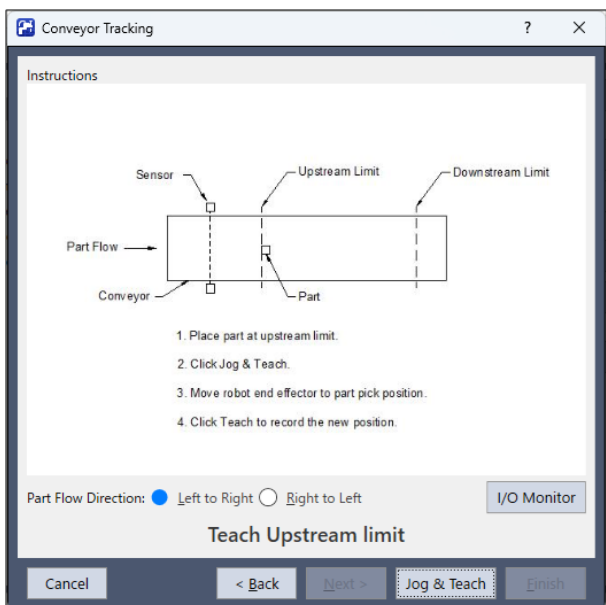 Conveyor Tracking ?
Instructions
Sensor
Upstream Limit
Downstream Limit
Part Flow
Conveyor
Part
1. Place part at upstream limit.
2. Click Jog & Teach.
3. Move robot end effector to part pick position.
4. Click Teach to record the new position.
Part Flow Direction: Left to Right Right to Left I/O Monitor
Teach Upstream limit
Cancel < Back Next > Jog & Teach Finish